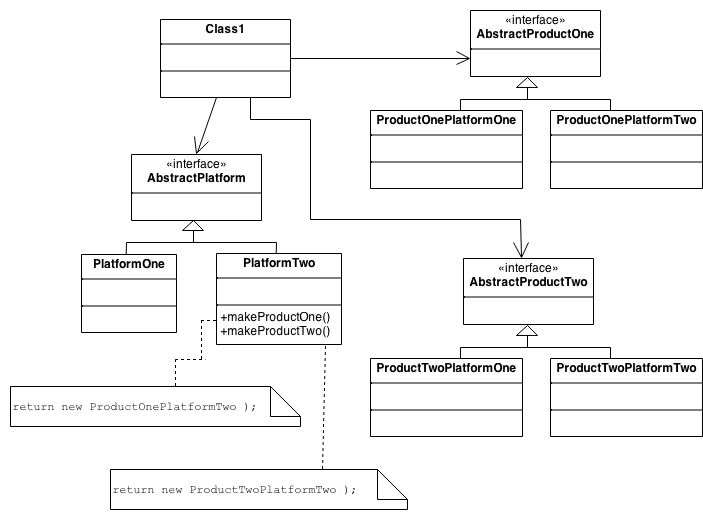 Class1
«interface»
AbstractProductOne
ProductOnePlatformOne
ProductOnePlatformTwo
«interface»
AbstractPlatform
PlatformOne
PlatformTwo
+makeProductOne()
+makeProductTwo()
«interface»
AbstractProductTwo
ProductTwoPlatformOne
ProductTwoPlatformTwo
return new ProductOnePlatformTwo );
return new ProductTwoPlatformTwo );